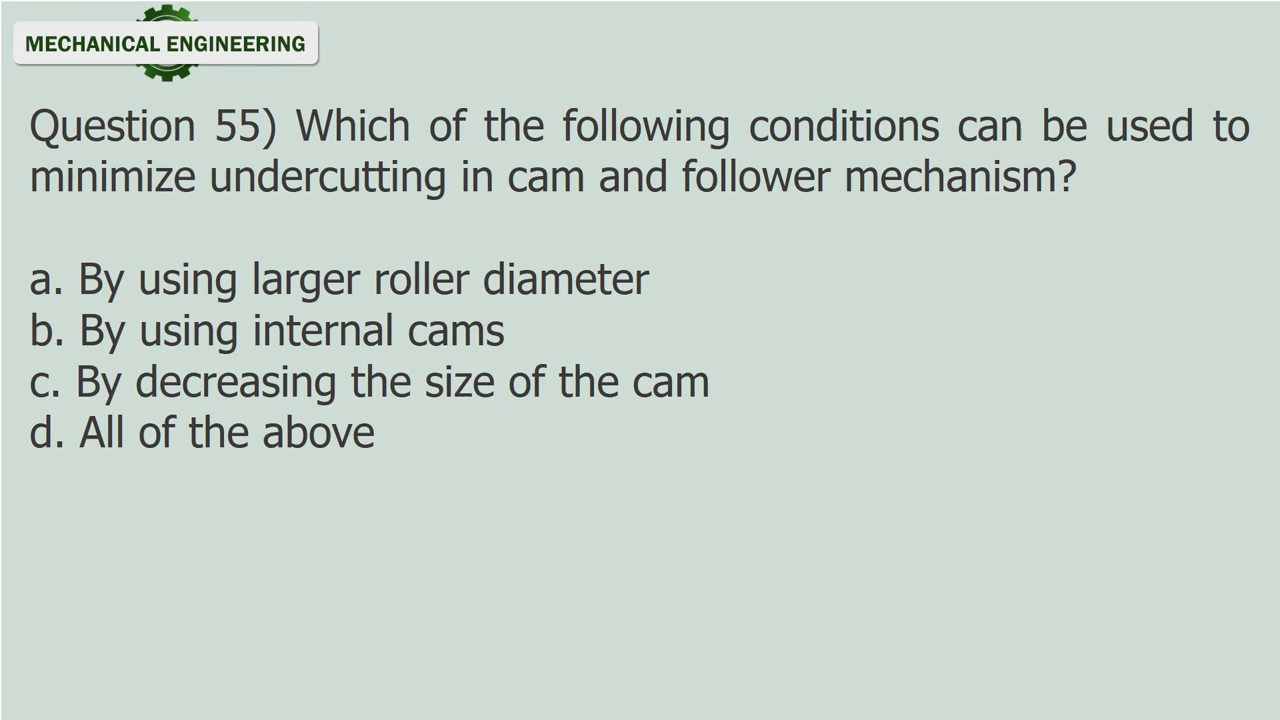 MECHANICAL ENGINEERING
Question 55) Which of the following conditions can be used to
minimize undercutting in cam and follower mechanism?
a. By using larger roller diameter
b. By using internal cams
c. By decreasing the size of the cam
d. All of the above